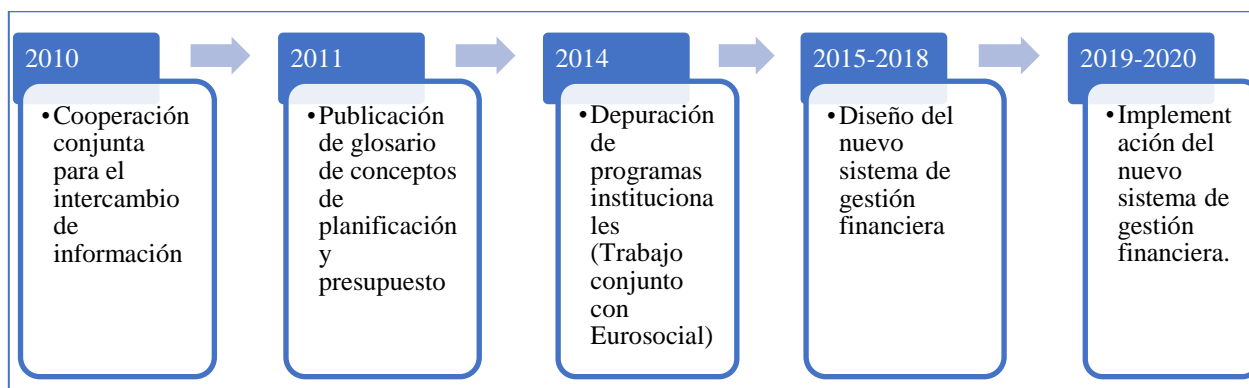 2010
•Cooperación
conjunta
para el
intercambio
de
información
2011
•Publicación
de glosario
de conceptos
de
planificación
y
presupuesto
2014
•Depuración
de
programas
instituciona
les
(Trabajo
conjunto
con
Eurosocial)
2015-2018
•Diseño del
nuevo
sistema de
gestión
financiera
2019-2020
•Implement
ación del
nuevo
sistema de
gestión
financiera.